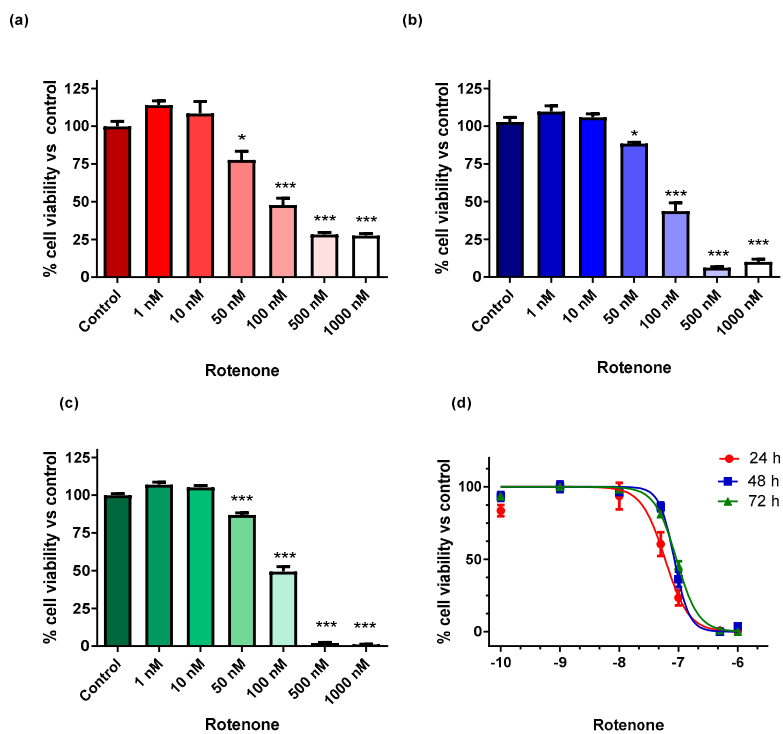 (a)
% cell viability vs control
125
100
75
50
25
0
*
***
***
***
Control
1 nM
10 nM
50 nM
100 nM
500 nM
1000 nM
Rotenone
(b)
% cell viability vs control
125
100
75
50
25
0
*
***
***
***
Control
1 nM
10 nM
50 nM
100 nM
500 nM
1000 nM
Rotenone
(c)
% cell viability vs control
125
100
75
50
25
0
***
***
***
***
Control
1 nM
10 nM
50 nM
100 nM
500 nM
1000 nM
Rotenone
(d)
% cell viability vs control
100
50
0
-10
-9
-8
-7
-6
24 h
48 h
72 h
Rotenone